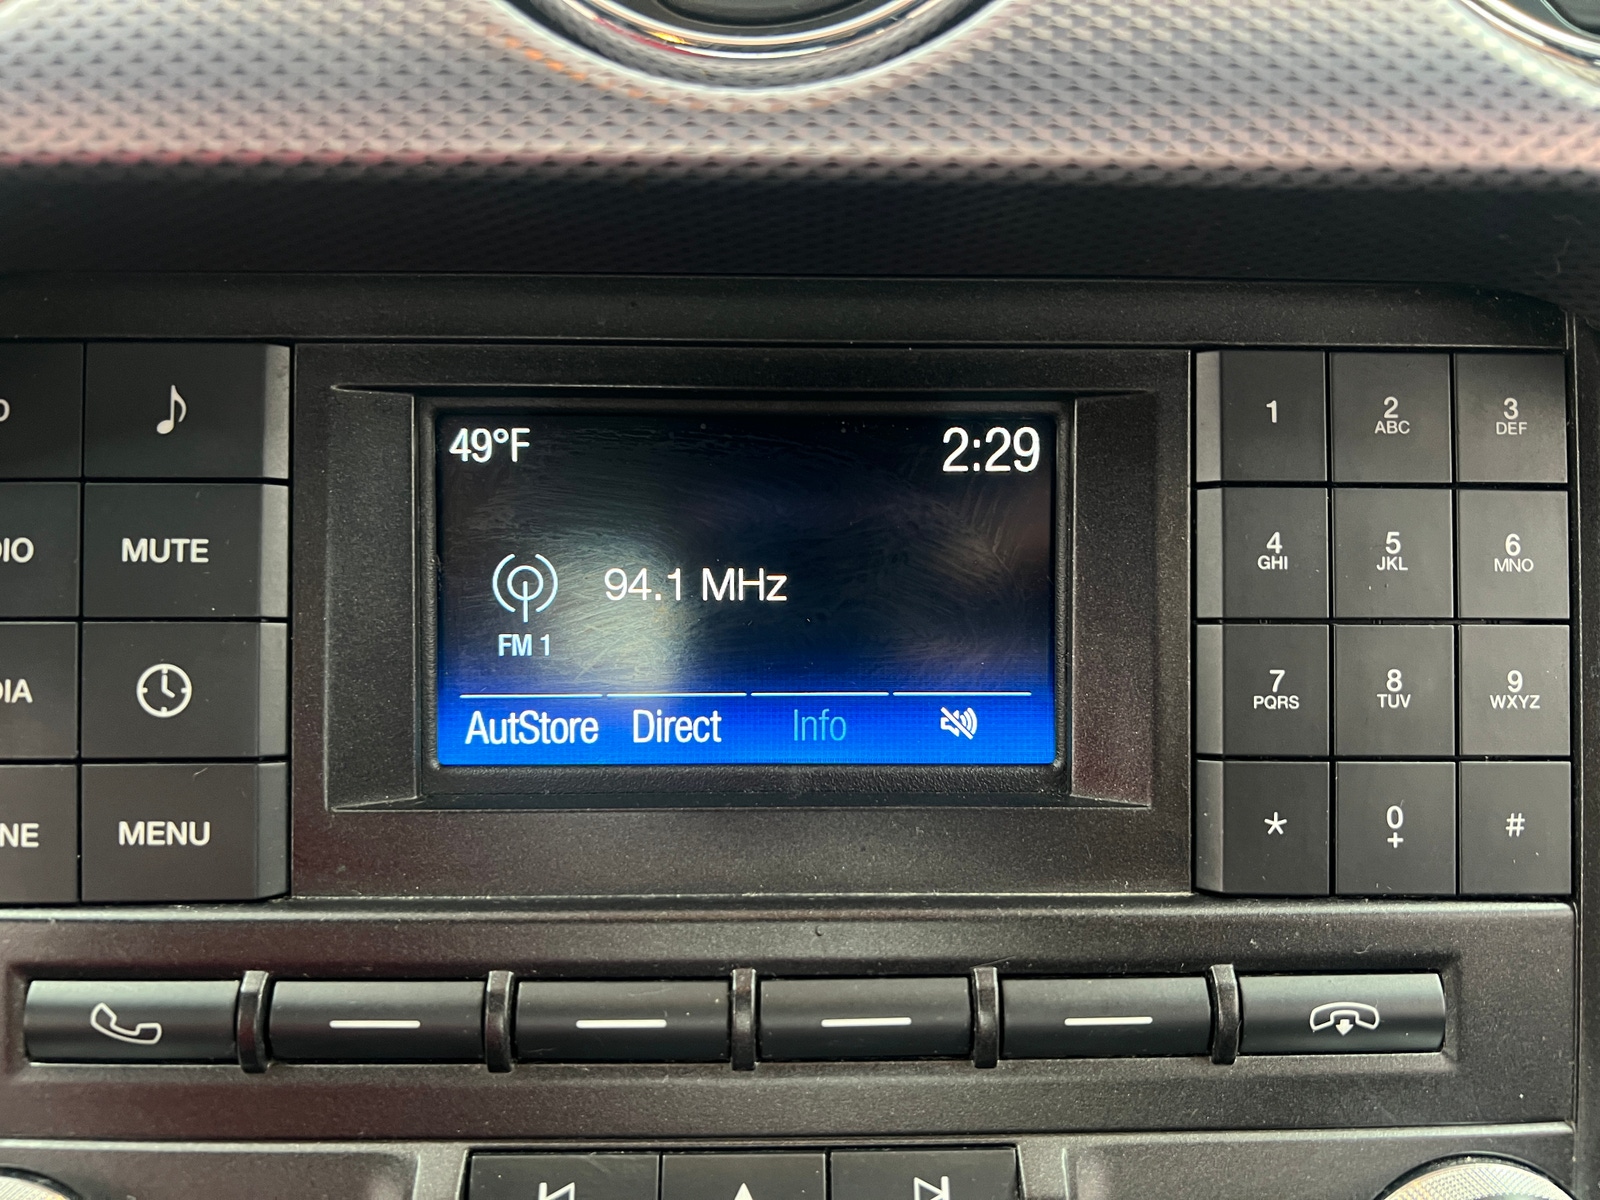 49°F
2:29
94.1 MHz
FM 1
AutStore Direct Info
MUTE
MENU
1
2
ABC
3
DEF
4
GHI
5
JKL
6
MNO
7
PQRS
8
TUV
9
WXYZ
*
0
+
#